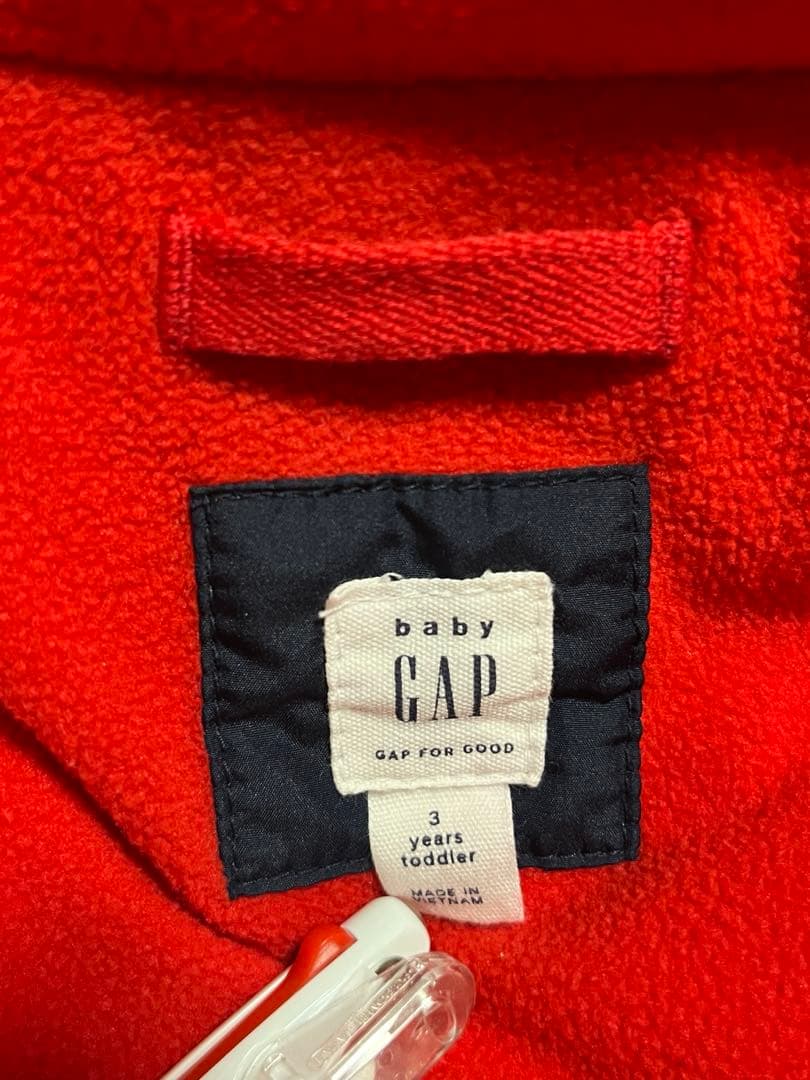 baby
GAP
GAP FOR GOOD
3
years
toddler
MADE IN
VIETNAM